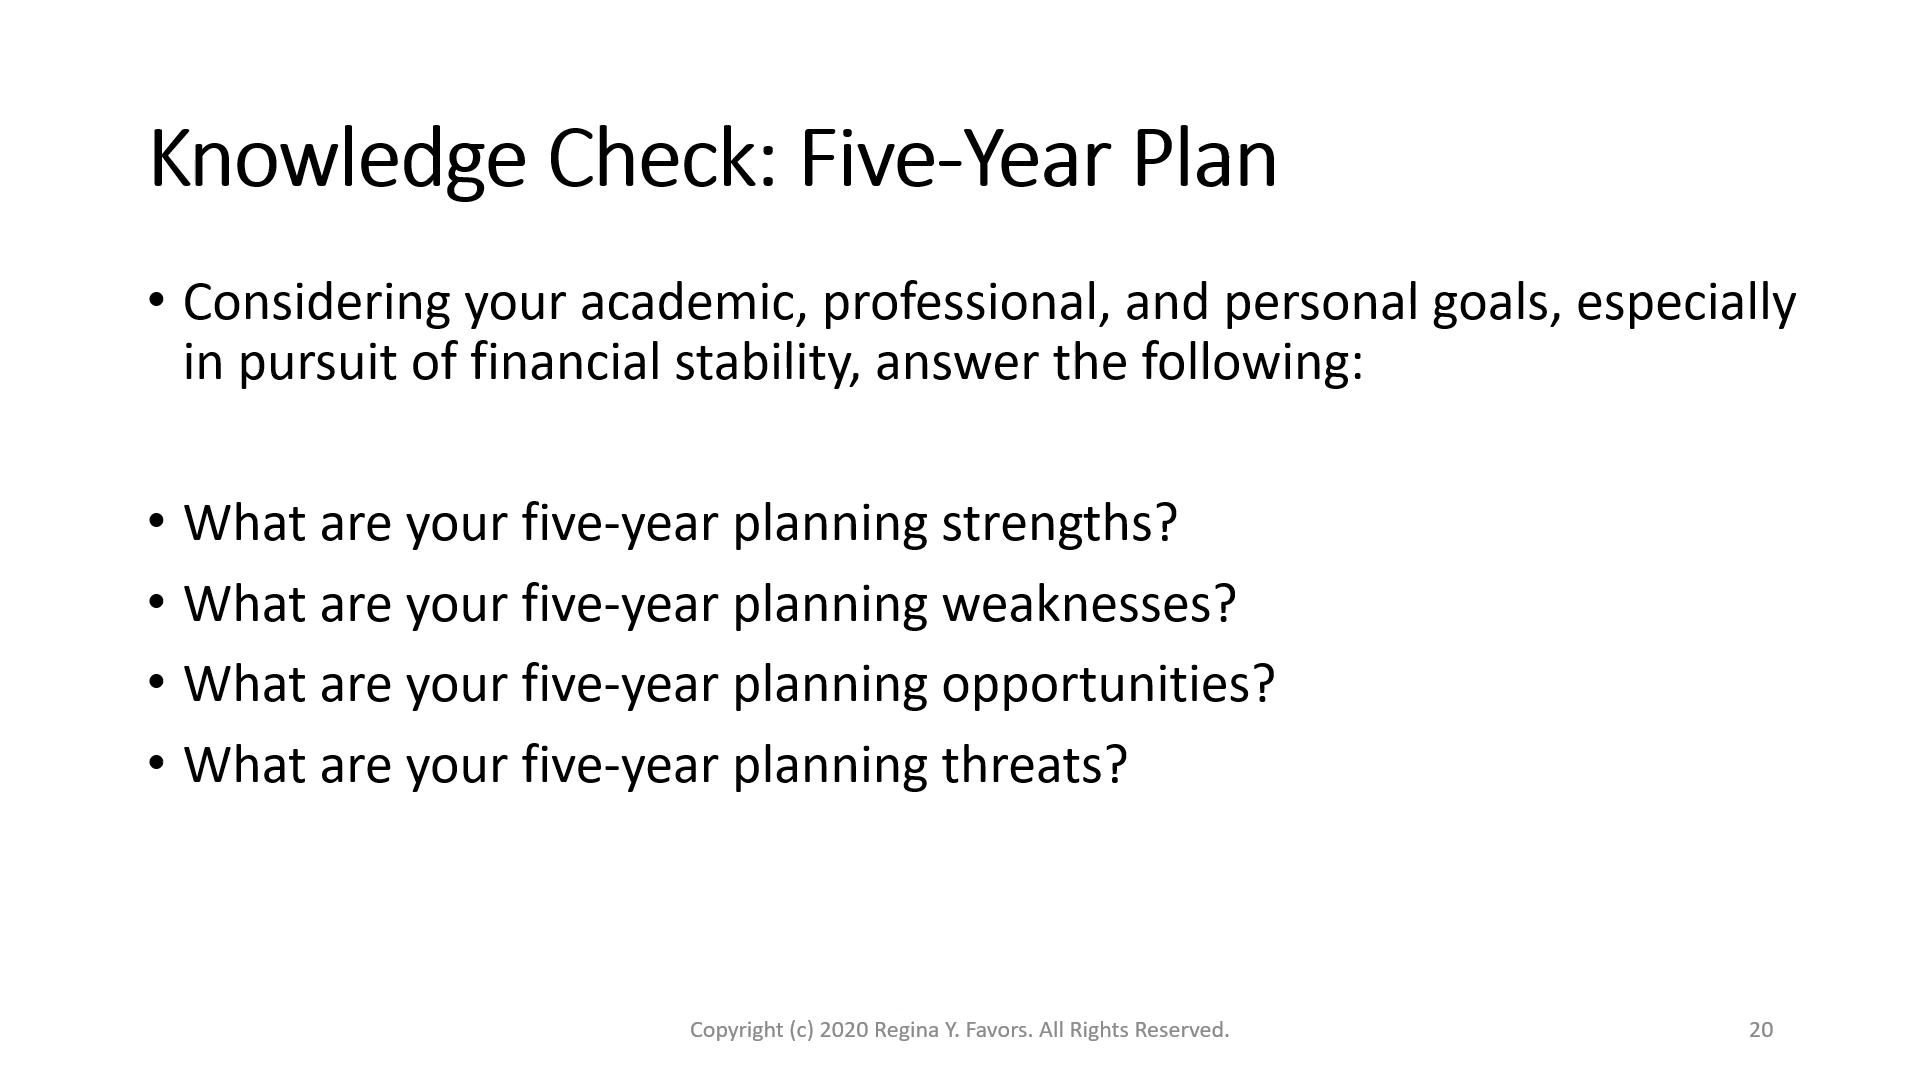 Knowledge Check: Five-Year Plan
• Considering your academic, professional, and personal goals, especially
in pursuit of financial stability, answer the following:
• What are your five-year planning strengths?
• What are your five-year planning weaknesses?
• What are your five-year planning opportunities?
• What are your five-year planning threats?
Copyright (c) 2020 Regina Y. Favors. All Rights Reserved.
20